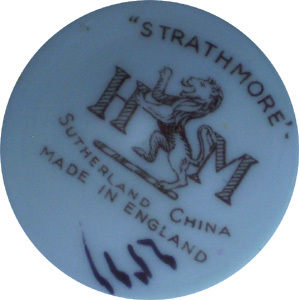 "STRATHMORE"
H M
SUTHERLAND CHINA
MADE IN ENGLAND